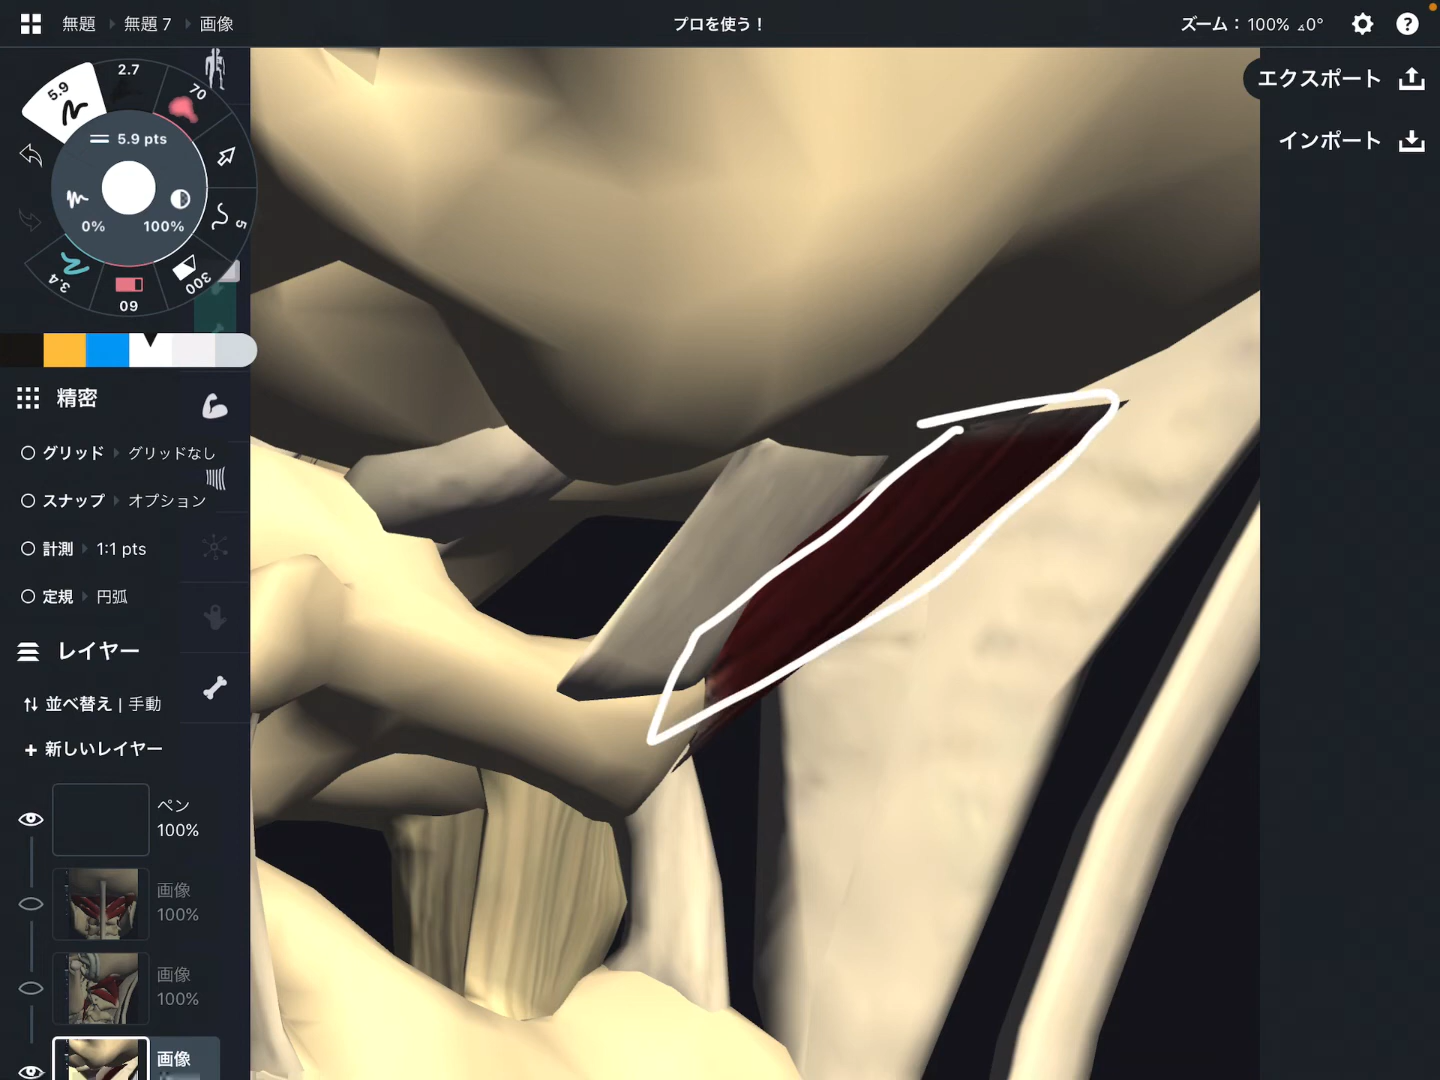 無題 無題 7 画像
プロを使う！
ズーム： 100% ⊿0°
?
エクスポート
インポート
2.7
5.9
70
5.9 pts
0%
100%
5
3.4
60
300
精密
グリッド グリッドなし
スナップ オプション
計測 1:1 pts
定規 円弧
レイヤー
並べ替え | 手動
+ 新しいレイヤー
ペン
100%
画像
100%
画像
100%
画像